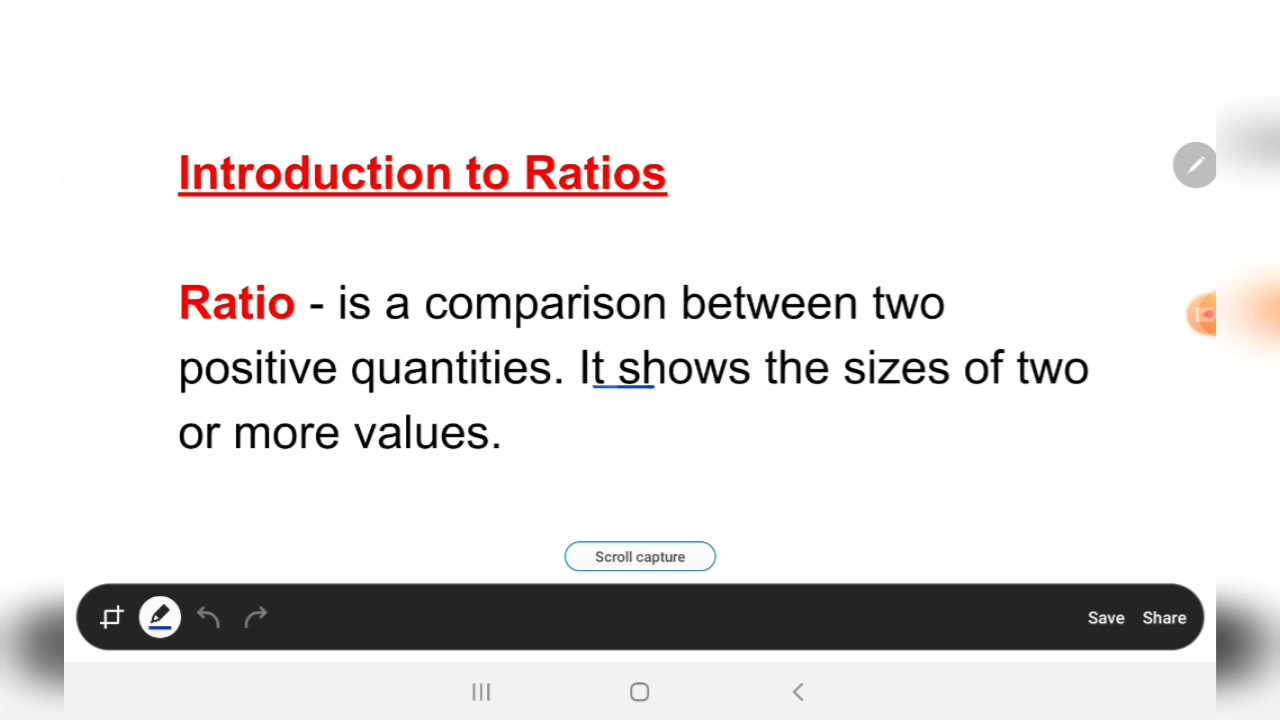 Introduction to Ratios
Ratio - is a comparison between two
positive quantities. It shows the sizes of two
or more values.
Scroll capture
Save Share